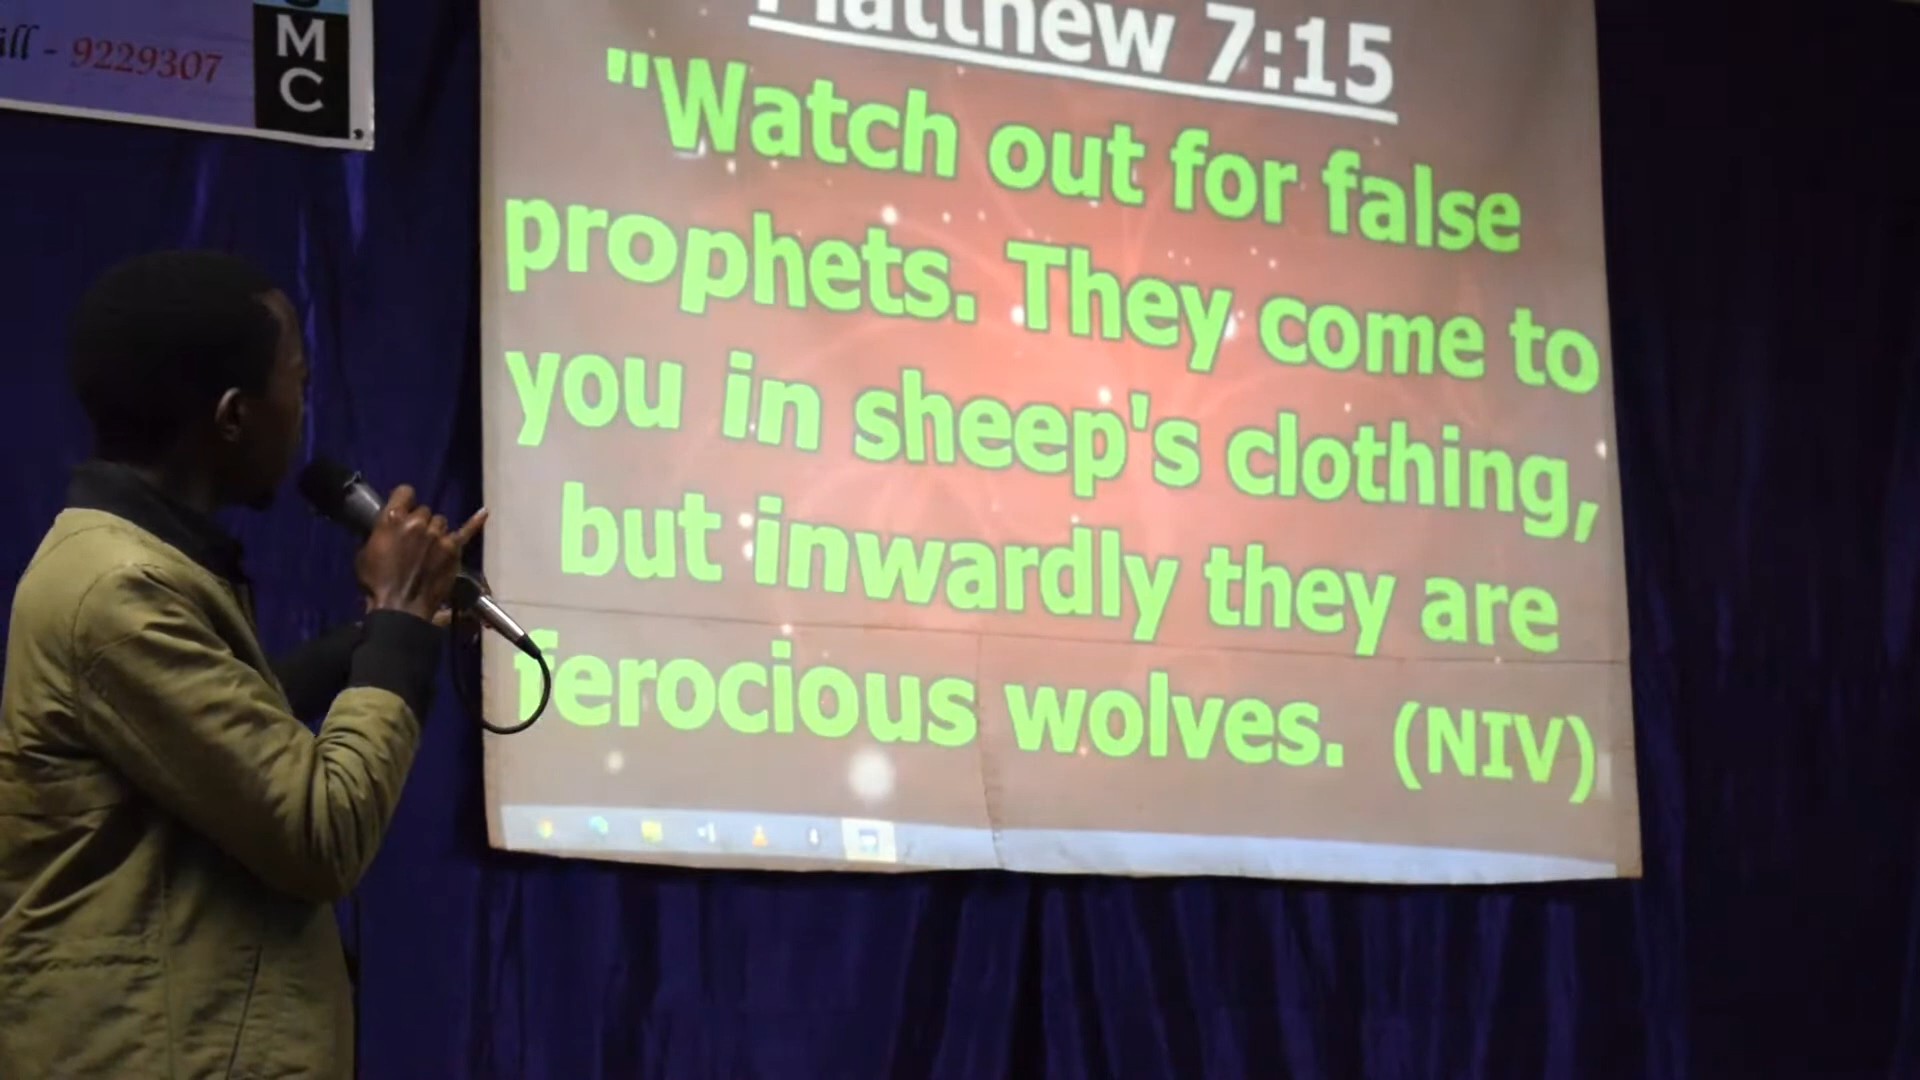 - 9229307
M
C
Matthew 7:15
"Watch out for false
prophets. They come to
you in sheep's clothing,
but inwardly they are
ferocious wolves. (NIV)